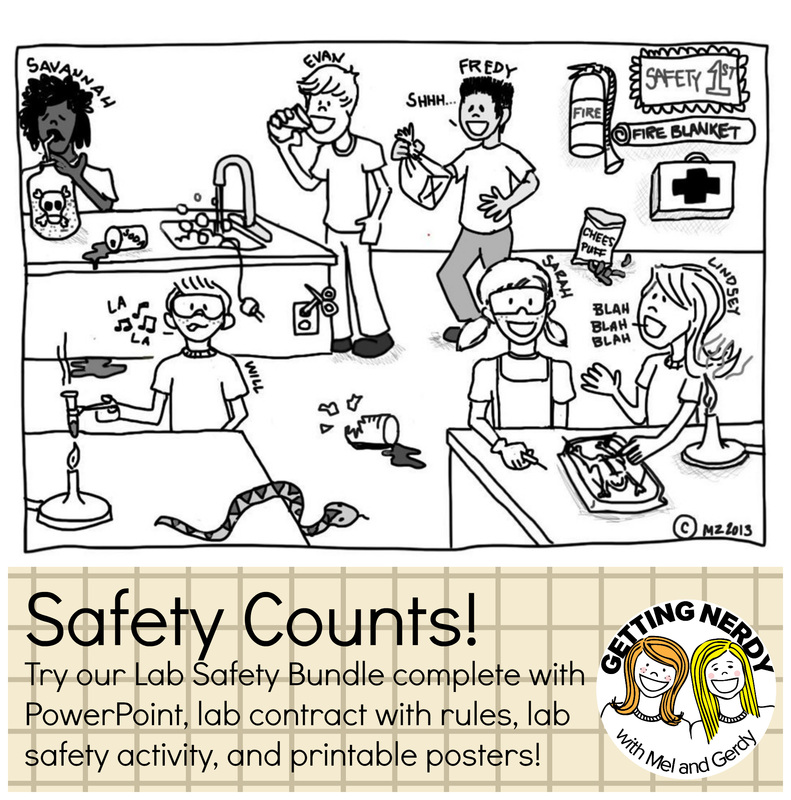 SAVANNAH
EVAN
FREDY
SHHH...
SAFETY 1ST
FIRE
FIRE BLANKET
CHEES
PUFF
SARAH
LINDSEY
BLAH
BLAH
BLAH
LA
LA
WILL
© MZ 2013
Safety Counts!
Try our Lab Safety Bundle complete with
PowerPoint, lab contract with rules, lab
safety activity, and printable posters!
GETTING NERDY
with Mel and Gerdy